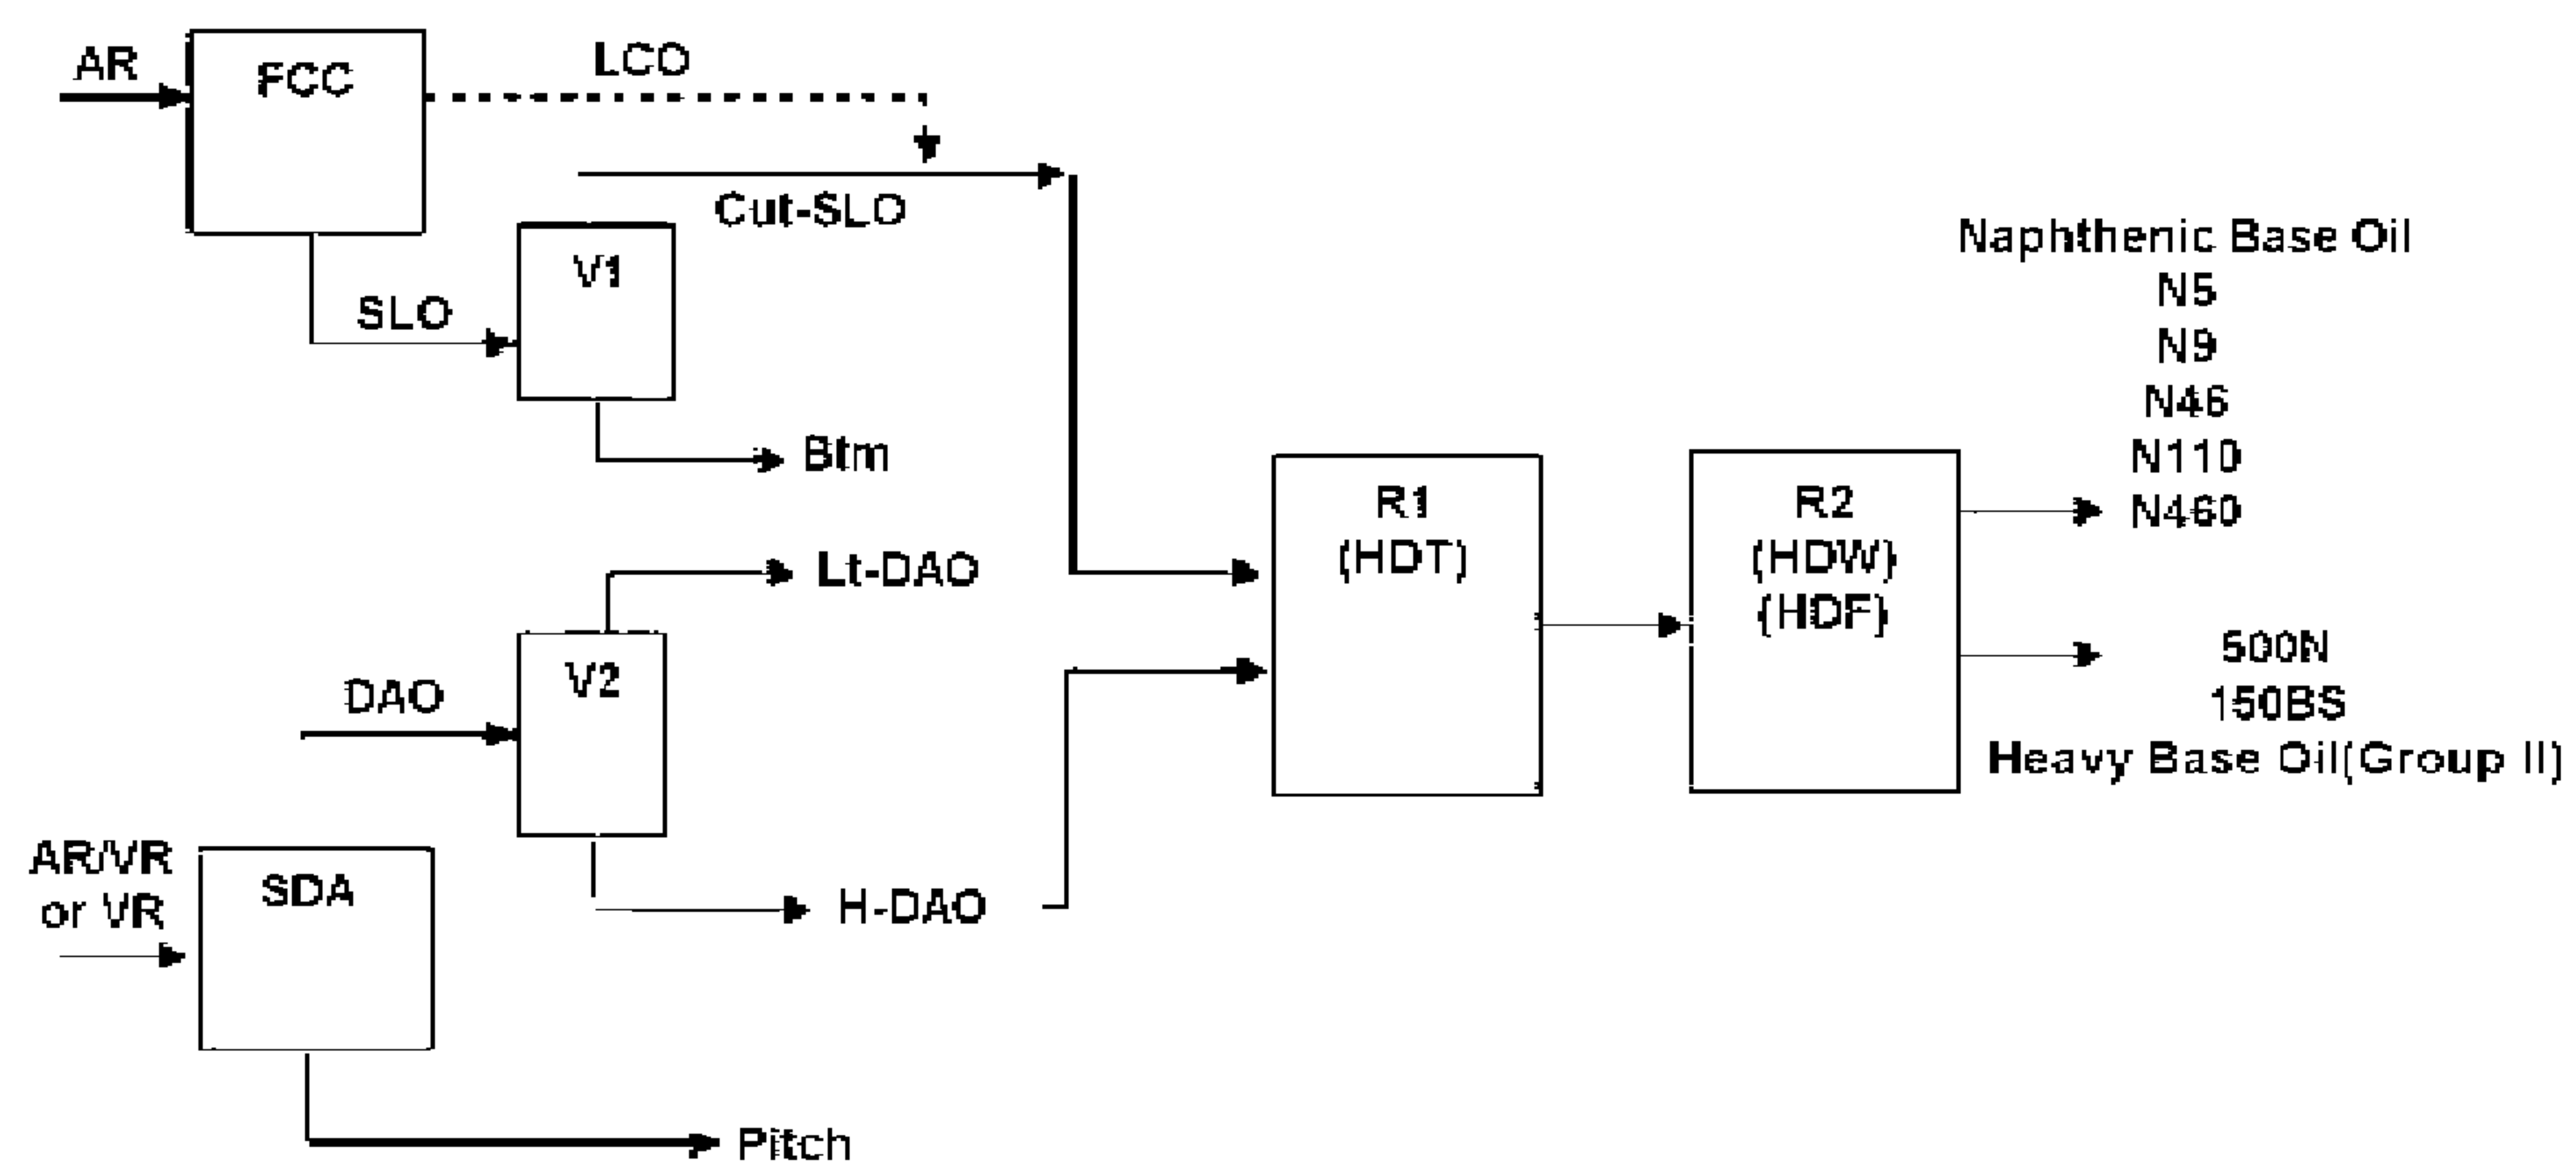 AR
FCC
LCO
Cut-SLO
V1
SLO
Btm
Naphthenic Base Oil
N5
N9
N46
N110
N460
R1
(HDT)
R2
(HDW)
(HDF)
Lt-DAO
V2
DAO
500N
150BS
Heavy Base Oil(Group II)
AR/VR
or VR
SDA
H-DAO
Pitch